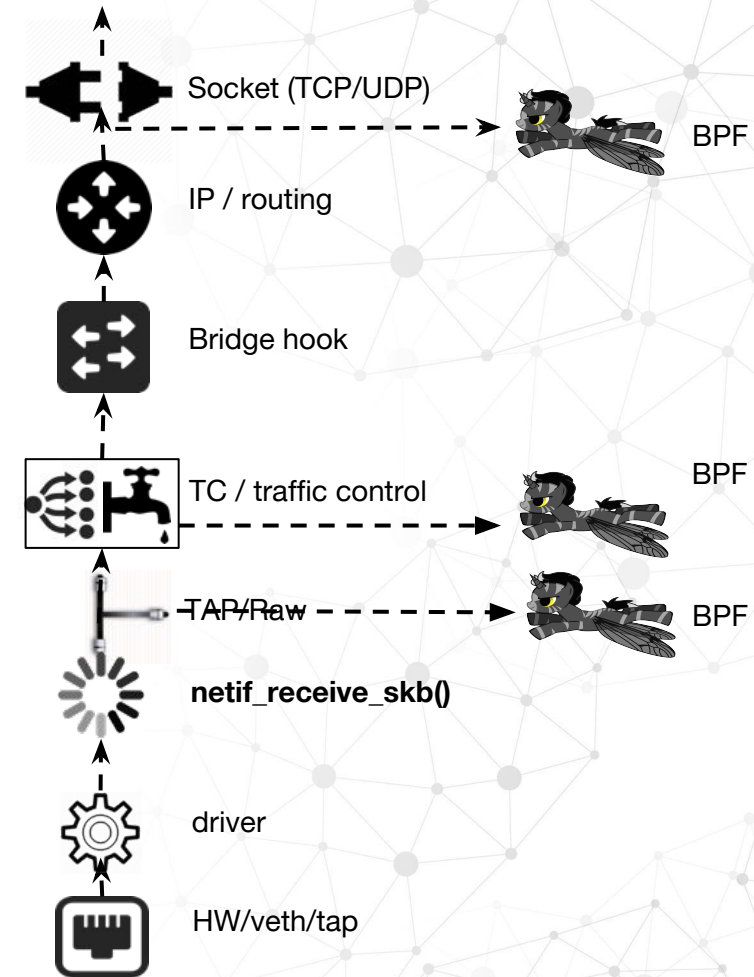 Socket (TCP/UDP)
BPF
IP / routing
Bridge hook
BPF
TC / traffic control
TAP/Raw
BPF
netif_receive_skb()
driver
HW/veth/tap